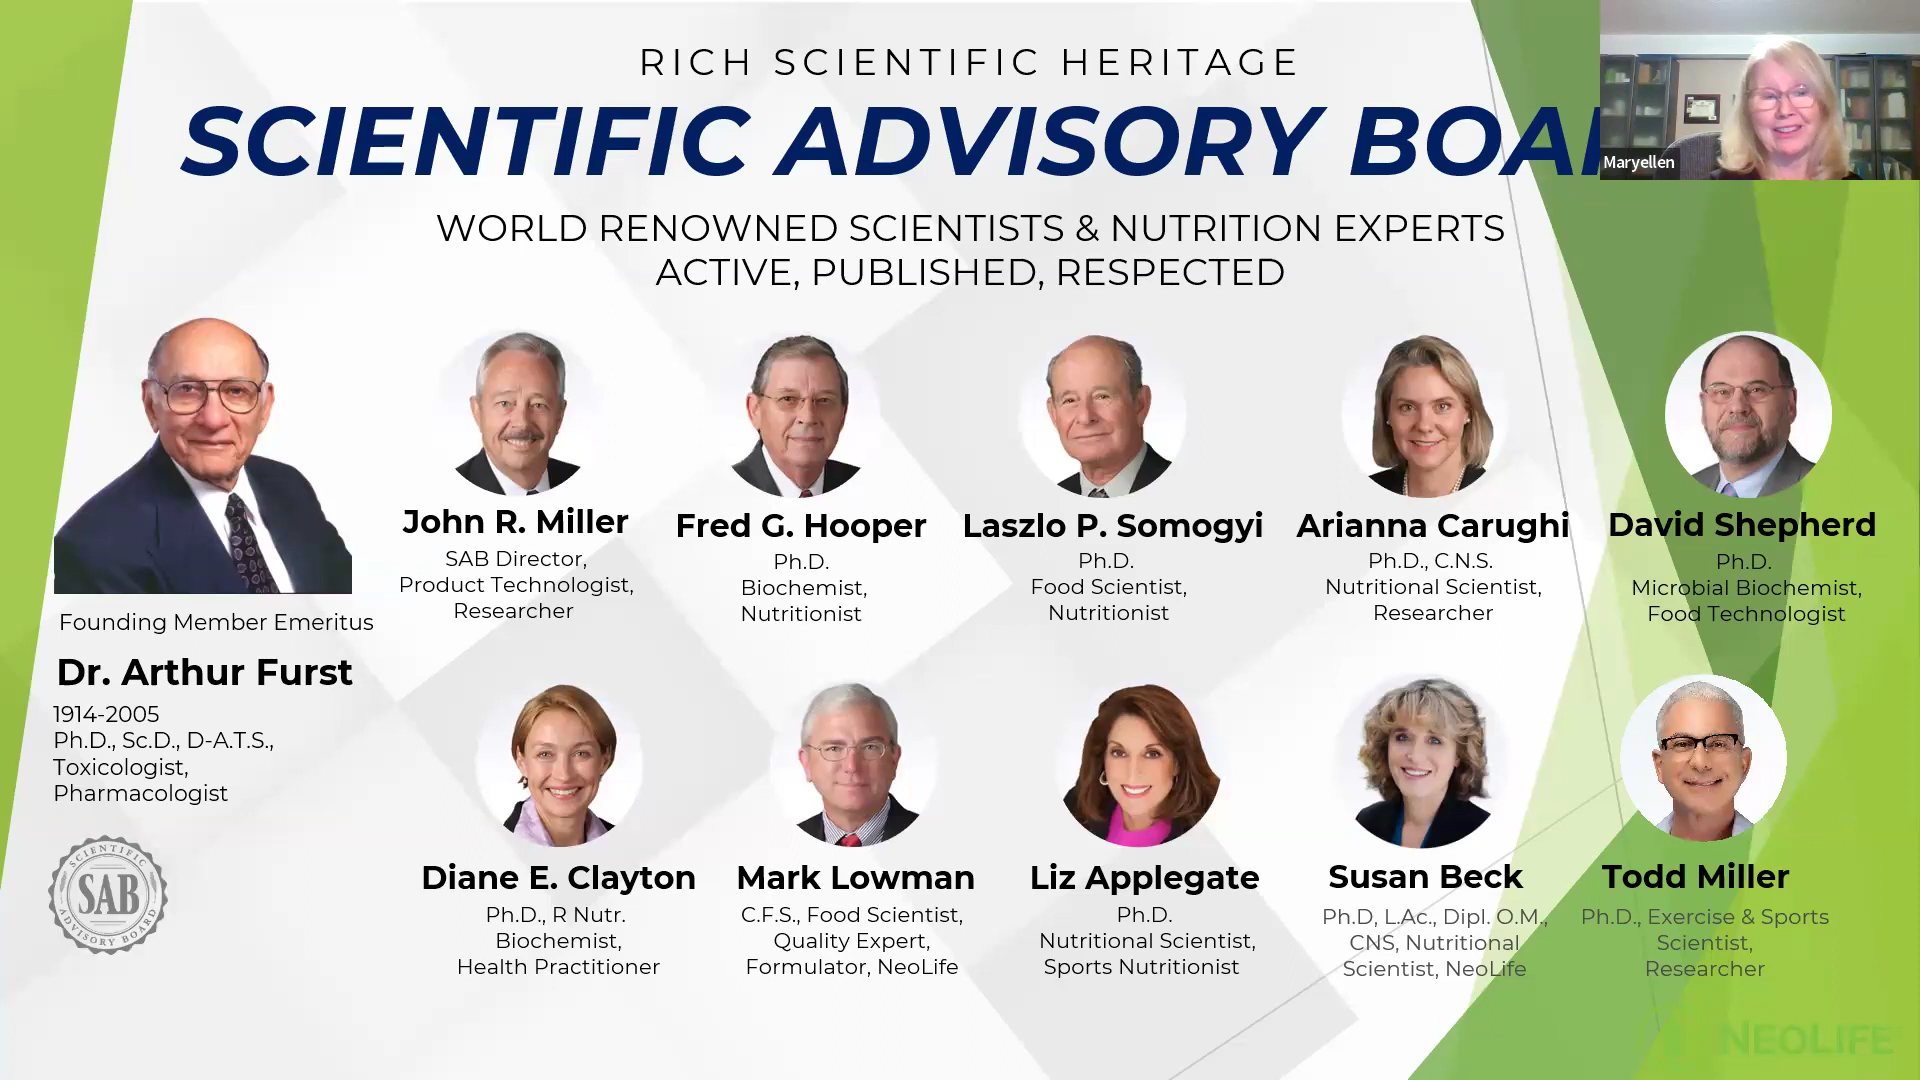 RICH SCIENTIFIC HERITAGE
SCIENTIFIC ADVISORY BOA
Maryellen
WORLD RENOWNED SCIENTISTS & NUTRITION EXPERTS
ACTIVE, PUBLISHED, RESPECTED
Founding Member Emeritus
Dr. Arthur Furst
1914-2005
Ph.D., Sc.D., D-A.T.S.,
Toxicologist,
Pharmacologist
SCIENTIFIC
SAB
ADVISORY BOARD
John R. Miller
SAB Director,
Product Technologist,
Researcher
Fred G. Hooper
Ph.D.
Biochemist,
Nutritionist
Laszlo P. Somogyi
Ph.D.
Food Scientist,
Nutritionist
Arianna Carughi
Ph.D., C.N.S.
Nutritional Scientist,
Researcher
David Shepherd
Ph.D.
Microbial Biochemist,
Food Technologist
Diane E. Clayton
Ph.D., R Nutr.
Biochemist,
Health Practitioner
Mark Lowman
C.F.S., Food Scientist,
Quality Expert,
Formulator, NeoLife
Liz Applegate
Ph.D.
Nutritional Scientist,
Sports Nutritionist
Susan Beck
Ph.D, L.Ac., Dipl. O.M.,
CNS, Nutritional
Scientist, NeoLife
Todd Miller
Ph.D., Exercise & Sports
Scientist,
Researcher
NEOLIFE